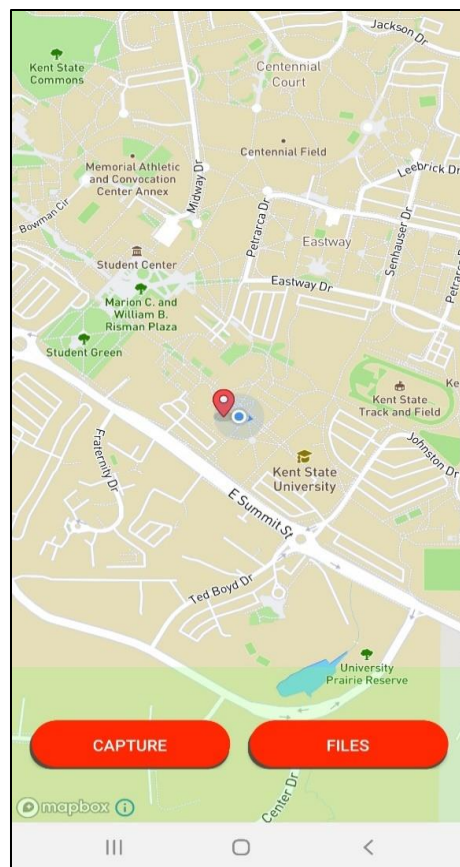 Jackson Dr
Kent State
Commons
Centennial
Court
Memorial Athletic
and Convocation
Center Annex
Midway Dr
Centennial Field
Leebrick Dr
Bowman Cir
Petrarca Dr
Senhauser Dr
Eastway
Student Center
Petrarca D
Eastway Dr
Marion C. and
William B.
Risman Plaza
Student Green
Kent State
Track and Field
Ke
Fraternity Dr
Johnston Dr
Kent State
University
E Summit St
Ted Boyd Dr
University
Prairie Reserve
CAPTURE
FILES
Center Dr
mapbox